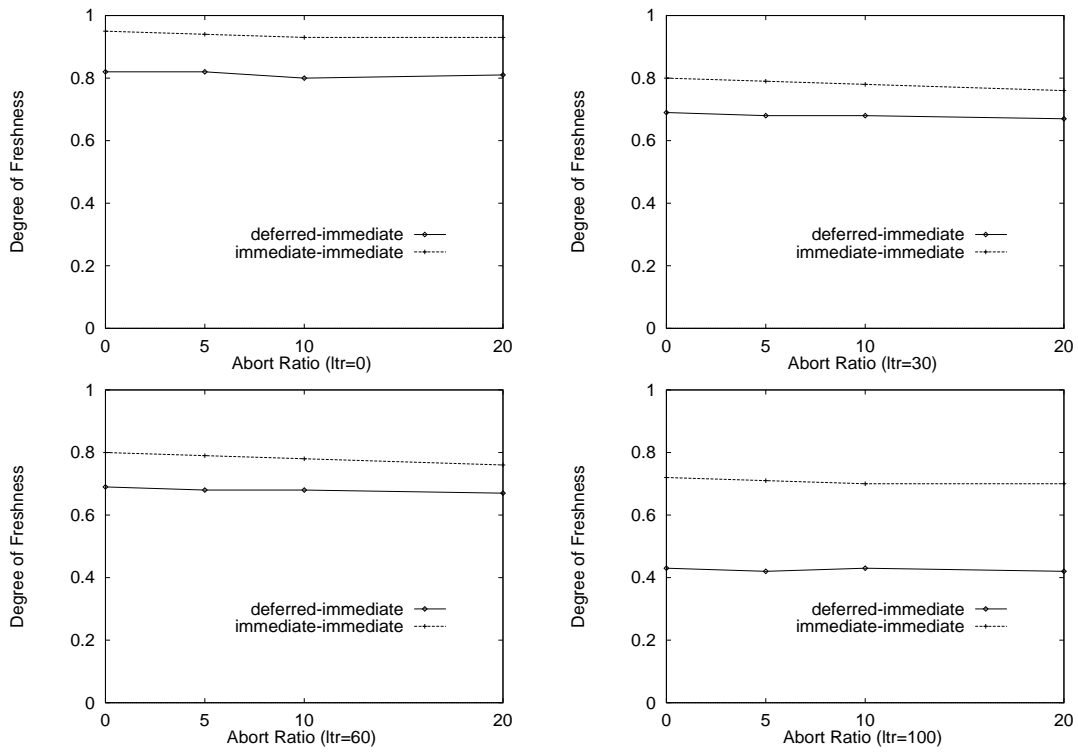 1
0.8
0.6
0.4
0.2
0
Degree of Freshness
deferred-immediate
immediate-immediate
0 5 10 20
Abort Ratio (ltr=0)
1
0.8
0.6
0.4
0.2
0
Degree of Freshness
deferred-immediate
immediate-immediate
0 5 10 20
Abort Ratio (ltr=30)
1
0.8
0.6
0.4
0.2
0
Degree of Freshness
deferred-immediate
immediate-immediate
0 5 10 20
Abort Ratio (ltr=60)
1
0.8
0.6
0.4
0.2
0
Degree of Freshness
deferred-immediate
immediate-immediate
0 5 10 20
Abort Ratio (ltr=100)